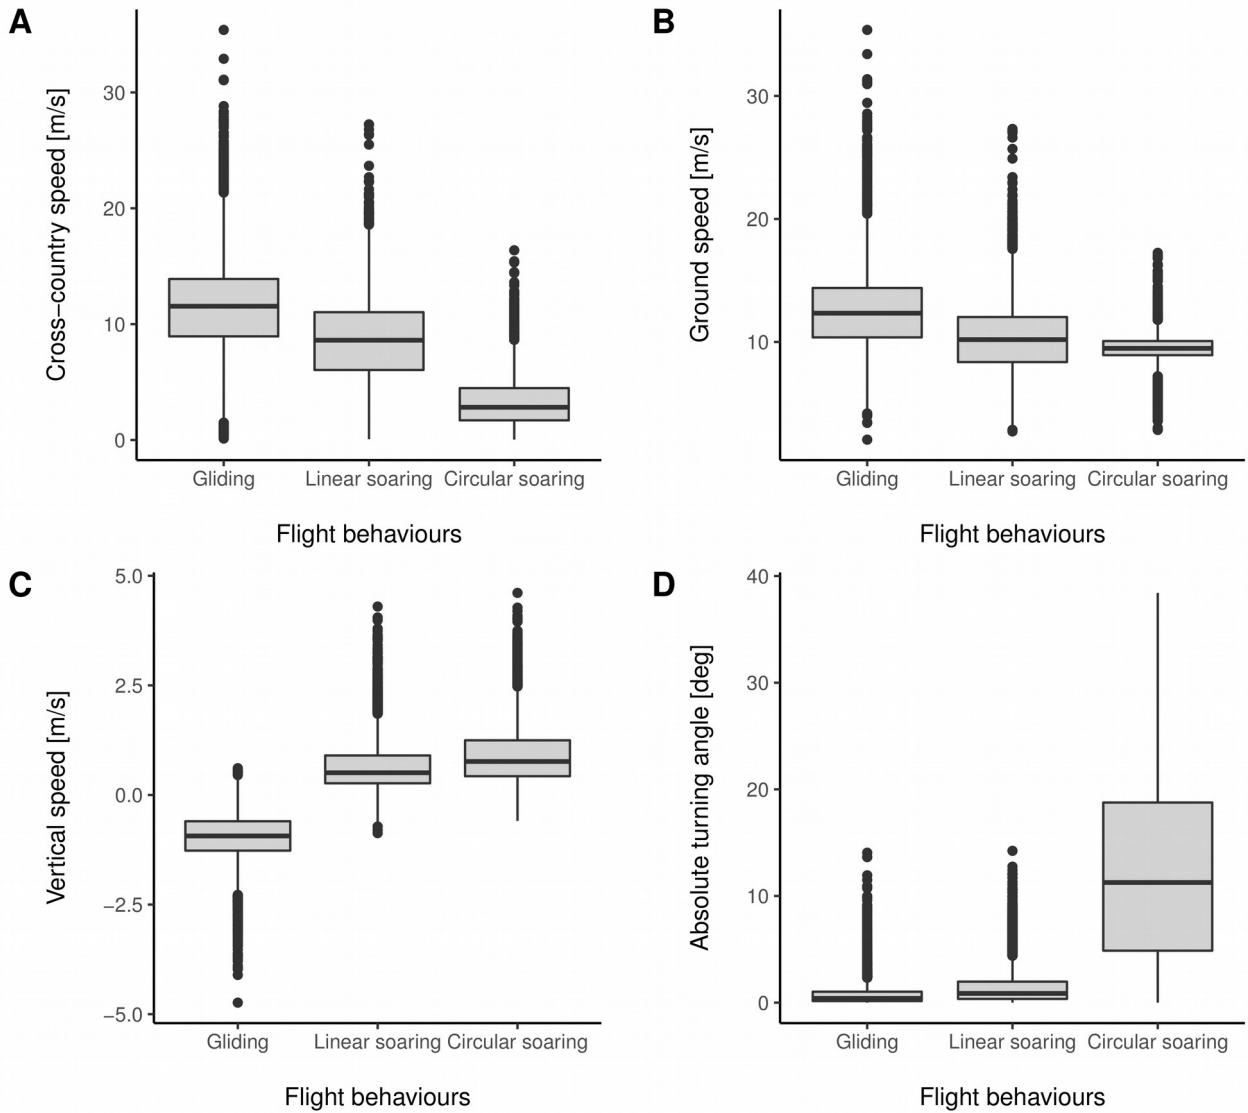 A
Cross−country speed [m/s]
30
20
10
0
Gliding Linear soaring Circular soaring
Flight behaviours
B
Ground speed [m/s]
30
20
10
Gliding Linear soaring Circular soaring
Flight behaviours
C
Vertical speed [m/s]
5.0
2.5
0.0
−2.5
−5.0
Gliding Linear soaring Circular soaring
Flight behaviours
D
Absolute turning angle [deg]
40
30
20
10
0
Gliding Linear soaring Circular soaring
Flight behaviours